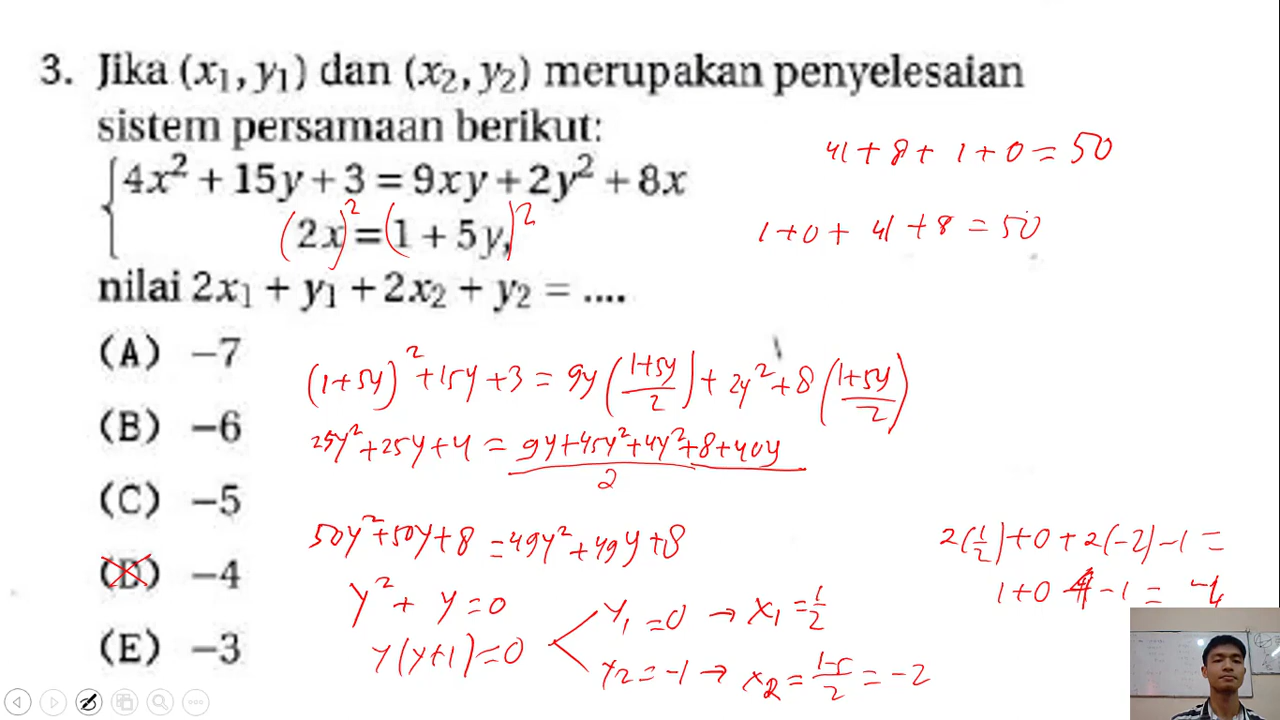 3. Jika (x₁, y₁) dan (x₂, y₂) merupakan penyelesaian
sistem persamaan berikut:
4x² + 15y + 3 = 9xy + 2y² + 8x
(2x)² = (1 + 5y,)²
nilai 2x₁ + y₁ + 2x₂ + y₂ = ....
(A) −7
(B) −6
(C) −5
(D) −4
(E) −3
41 + 8 + 1 + 0 = 50
1 + 0 + 41 + 8 = 50
(1+5y)² + 15y + 3 = 9y((1+5y)/2) + 2y² + 8((1+5y)/2)
25y² + 25y + 4 = (9y + 45y² + 4y² + 8 + 40y)/2
50y² + 50y + 8 = 49y² + 49y + 8
y² + y = 0
y(y+1) = 0
y₁ = 0 → x₁ = 1/2
y₂ = −1 → x₂ = (1−5)/2 = −2
2(1/2) + 0 + 2(−2) − 1 =
1 + 0 − 4 − 1 = −4